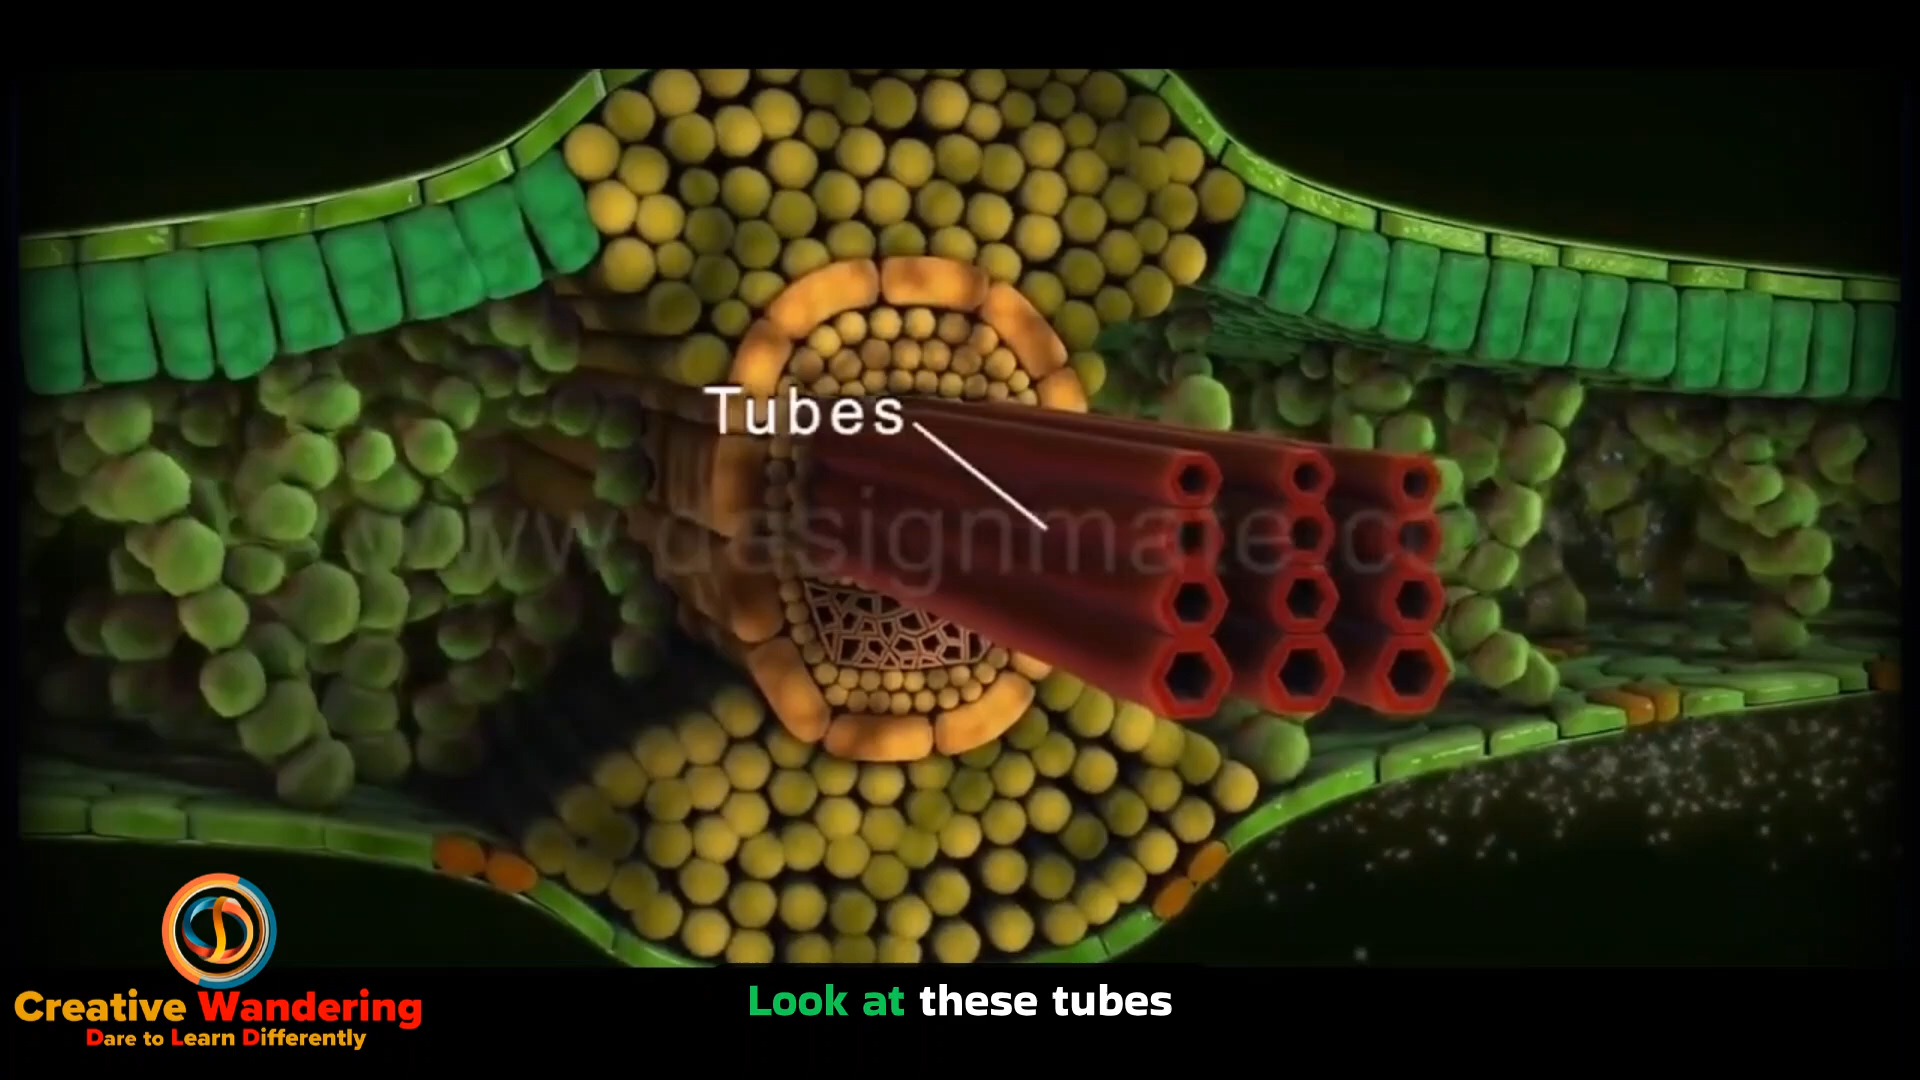 Tubes
www.designmate.com
Creative Wandering
Dare to Learn Differently
Look at these tubes